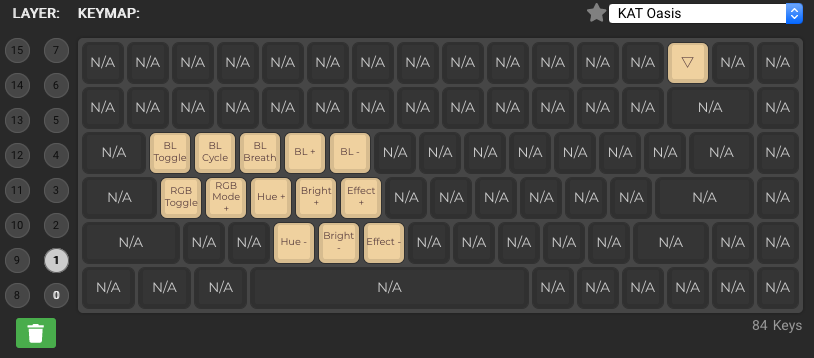 LAYER: KEYMAP: KAT Oasis
15 7 N/A N/A N/A N/A N/A N/A N/A N/A N/A N/A N/A N/A N/A ▽ N/A N/A
14 6 N/A N/A N/A N/A N/A N/A N/A N/A N/A N/A N/A N/A N/A N/A N/A
13 5
12 4 N/A BL Toggle BL Cycle BL Breath BL + BL - N/A N/A N/A N/A N/A N/A N/A N/A N/A
11 3 N/A RGB Toggle RGB Mode + Hue + Bright + Effect + N/A N/A N/A N/A N/A N/A N/A N/A
10 2 N/A N/A N/A Hue - Bright - Effect - N/A N/A N/A N/A N/A N/A N/A N/A
9 1
8 0 N/A N/A N/A N/A N/A N/A N/A N/A N/A N/A
84 Keys